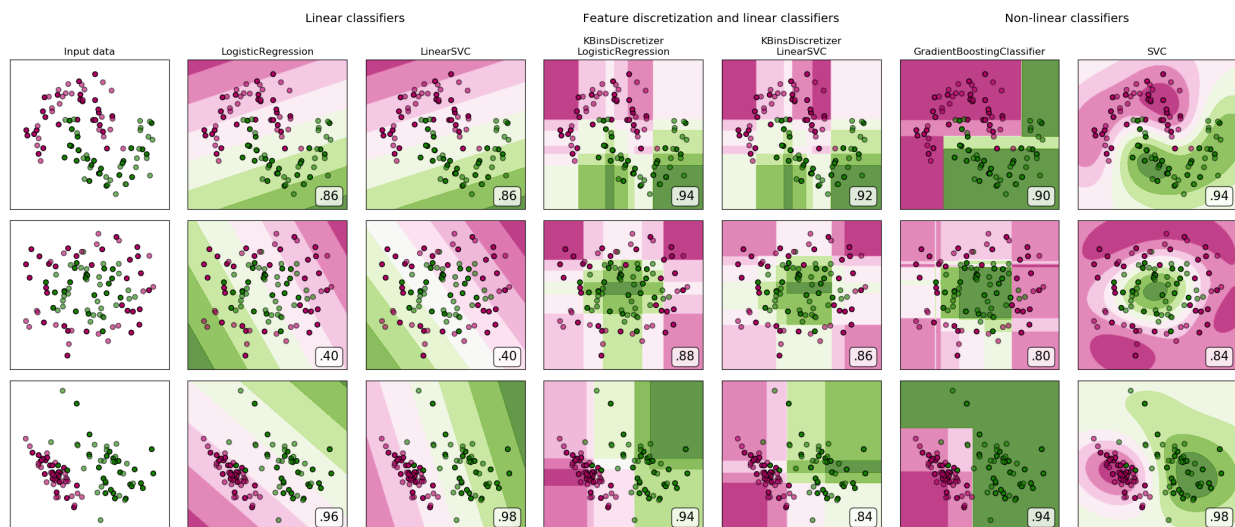 Linear classifiers
Feature discretization and linear classifiers
Non-linear classifiers
Input data
LogisticRegression
LinearSVC
KBinsDiscretizer
LogisticRegression
KBinsDiscretizer
LinearSVC
GradientBoostingClassifier
SVC
.86
.86
.94
.92
.90
.94
.40
.40
.88
.86
.80
.84
.96
.98
.94
.84
.94
.98